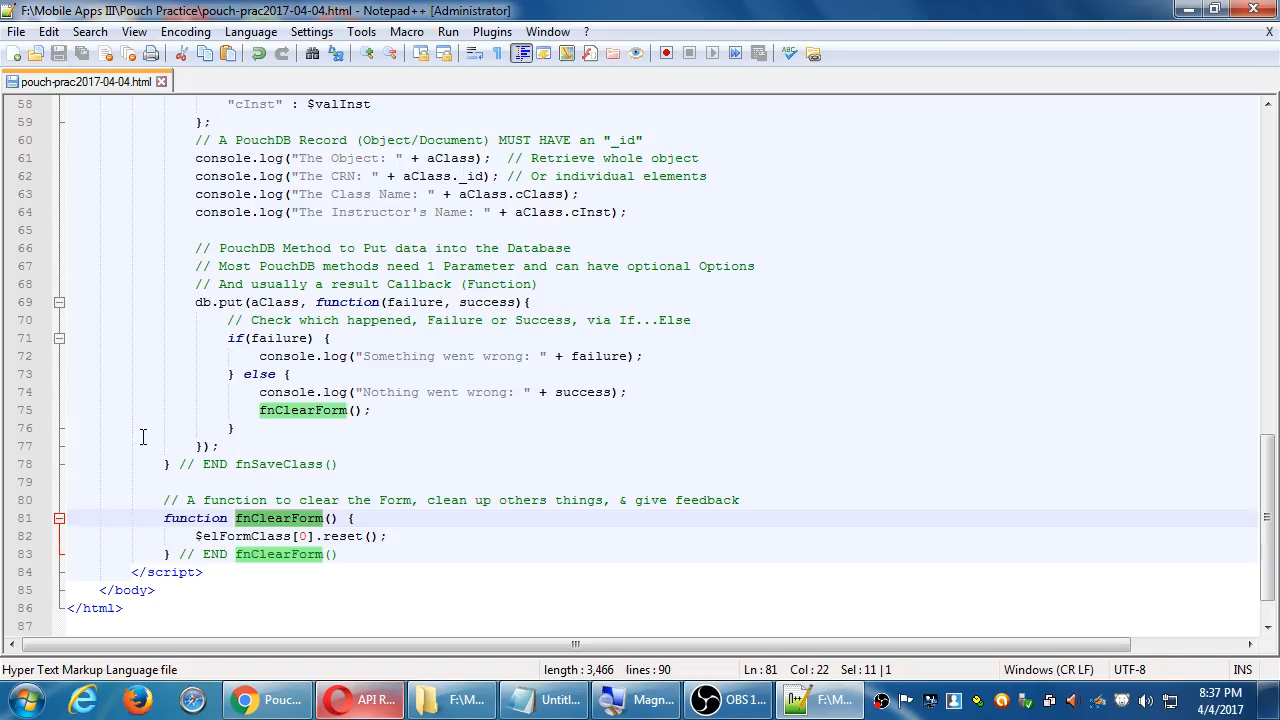 F:\Mobile Apps III\Pouch Practice\pouch-prac2017-04-04.html - Notepad++ [Administrator]
File Edit Search View Encoding Language Settings Tools Macro Run Plugins Window ? X
pouch-prac2017-04-04.html
58 "cInst" : $valInst
59 };
60 // A PouchDB Record (Object/Document) MUST HAVE an "_id"
61 console.log("The Object: " + aClass); // Retrieve whole object
62 console.log("The CRN: " + aClass._id); // Or individual elements
63 console.log("The Class Name: " + aClass.cClass);
64 console.log("The Instructor's Name: " + aClass.cInst);
65
66 // PouchDB Method to Put data into the Database
67 // Most PouchDB methods need 1 Parameter and can have optional Options
68 // And usually a result Callback (Function)
69 db.put(aClass, function(failure, success){
70 // Check which happened, Failure or Success, via If...Else
71 if(failure) {
72 console.log("Something went wrong: " + failure);
73 } else {
74 console.log("Nothing went wrong: " + success);
75 fnClearForm();
76 }
77 });
78 } // END fnSaveClass()
79
80 // A function to clear the Form, clean up others things, & give feedback
81 function fnClearForm() {
82 $elFormClass[0].reset();
83 } // END fnClearForm()
84 </script>
85 </body>
86 </html>
87
Hyper Text Markup Language file length : 3,466 lines : 90 Ln : 81 Col : 22 Sel : 11 | 1 Windows (CR LF) UTF-8 INS
Pouc... API R... F:\M... Untitl... Magn... OBS 1... F:\M... 8:37 PM
4/4/2017